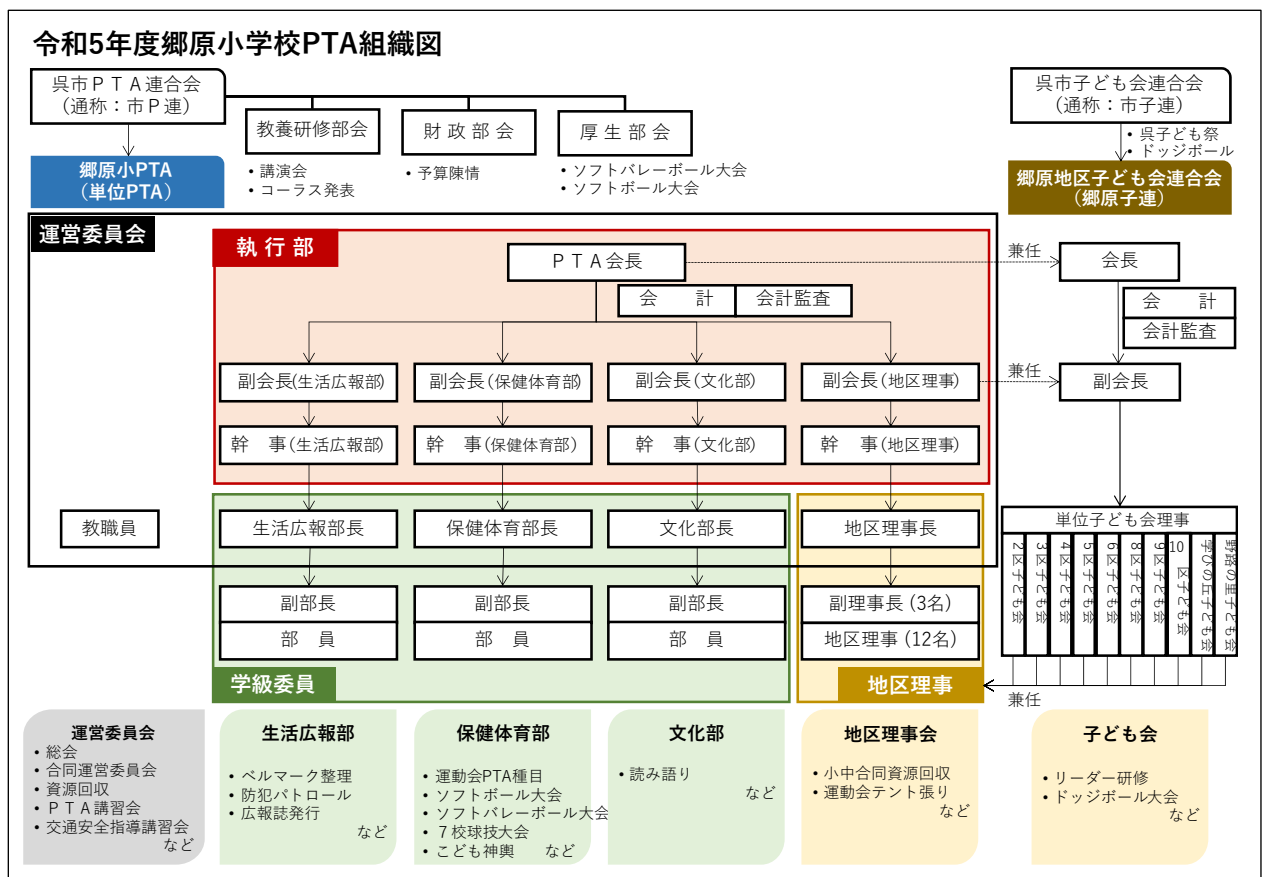 令和5年度郷原小学校PTA組織図
呉市ＰＴＡ連合会
（通称：市Ｐ連）
教養研修部会
財 政 部 会
厚 生 部 会
呉市子ども会連合会
（通称：市子連）
• 講演会
• コーラス発表
• 予算陳情
• ソフトバレーボール大会
• ソフトボール大会
• 呉子ども祭
• ドッジボール
郷原小PTA
（単位PTA）
郷原地区子ども会連合会
（郷原子連）
運営委員会
執 行 部
ＰＴＡ会長
兼任
会長
会　　計
会計監査
会　　計
会計監査
副会長(生活広報部)
副会長(保健体育部)
副会長(文化部)
副会長(地区理事)
兼任
副会長
幹　事(生活広報部)
幹　事(保健体育部)
幹　事(文化部)
幹　事(地区理事)
教職員
生活広報部長
保健体育部長
文化部長
地区理事長
単位子ども会理事
2区子ども会
3区子ども会
4区子ども会
5区子ども会
6区子ども会
8区子ども会
9区子ども会
10区子ども会
学びの丘子ども会
野路の里子ども会
副部長
部　員
副部長
部　員
副部長
部　員
副理事長 (3名)
地区理事 (12名)
学級委員
地区理事
兼任
運営委員会
• 総会
• 合同運営委員会
• 資源回収
• ＰＴＡ講習会
• 交通安全指導講習会
など
生活広報部
• ベルマーク整理
• 防犯パトロール
• 広報誌発行
など
保健体育部
• 運動会PTA種目
• ソフトボール大会
• ソフトバレーボール大会
• ７校球技大会
• こども神輿　など
文化部
• 読み語り
など
地区理事会
• 小中合同資源回収
• 運動会テント張り
など
子ども会
• リーダー研修
• ドッジボール大会
など